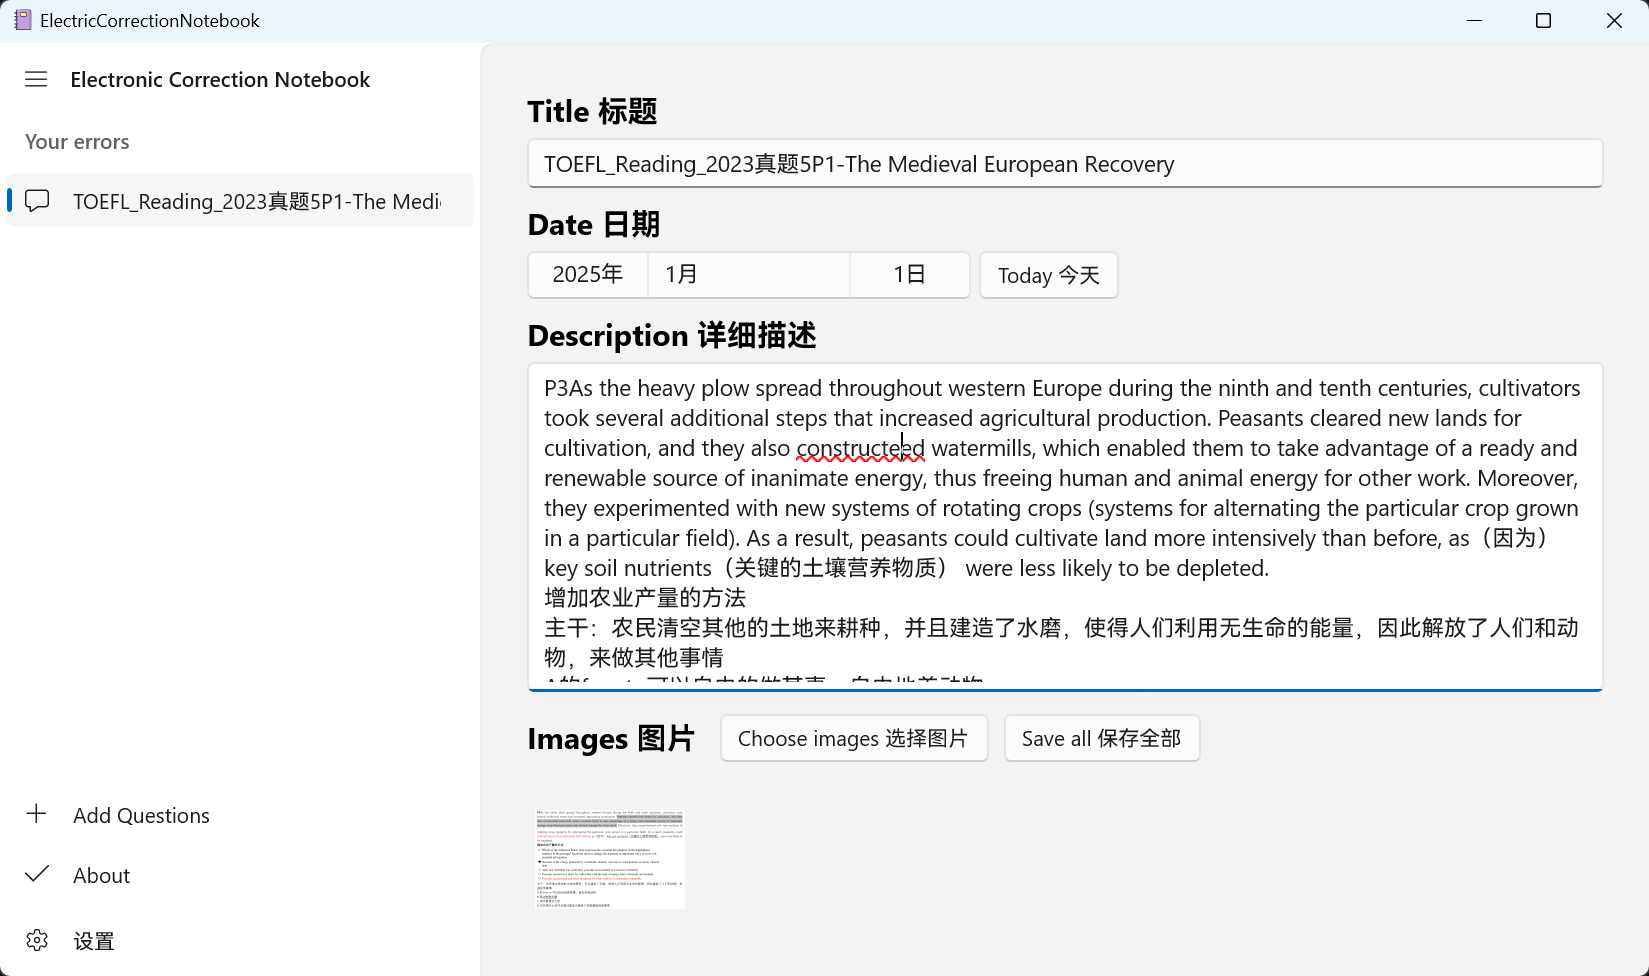 ElectricCorrectionNotebook
Electronic Correction Notebook
Your errors
TOEFL_Reading_2023真题5P1-The Medi
Add Questions
About
设置
Title 标题
TOEFL_Reading_2023真题5P1-The Medieval European Recovery
Date 日期
2025年 1月 1日 Today 今天
Description 详细描述
P3As the heavy plow spread throughout western Europe during the ninth and tenth centuries, cultivators
took several additional steps that increased agricultural production. Peasants cleared new lands for
cultivation, and they also constructeed watermills, which enabled them to take advantage of a ready and
renewable source of inanimate energy, thus freeing human and animal energy for other work. Moreover,
they experimented with new systems of rotating crops (systems for alternating the particular crop grown
in a particular field). As a result, peasants could cultivate land more intensively than before, as（因为）
key soil nutrients（关键的土壤营养物质） were less likely to be depleted.
增加农业产量的方法
主干：农民清空其他的土地来耕种，并且建造了水磨，使得人们利用无生命的能量，因此解放了人们和动
物，来做其他事情
Images 图片 Choose images 选择图片 Save all 保存全部